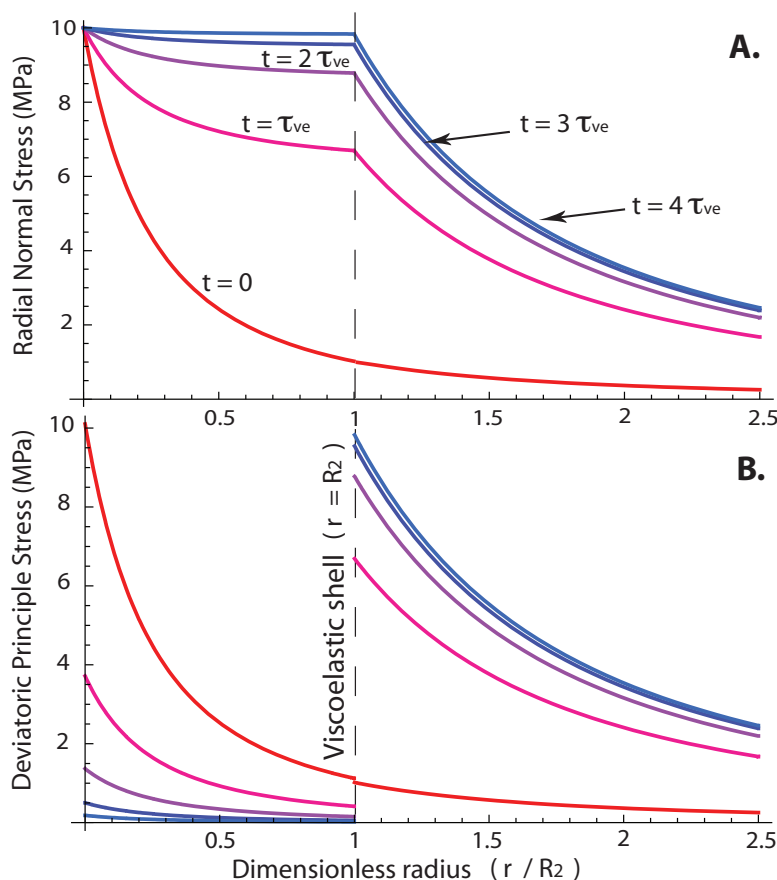 A.
Radial Normal Stress (MPa)
10
8
6
4
2
t = 2 τve
t = τve
t = 3 τve
t = 4 τve
t = 0
0.5
1
1.5
2
2.5
B.
Deviatoric Principle Stress (MPa)
10
8
6
4
2
Viscoelastic shell ( r = R2 )
0.5
1
1.5
2
2.5
Dimensionless radius ( r / R2 )